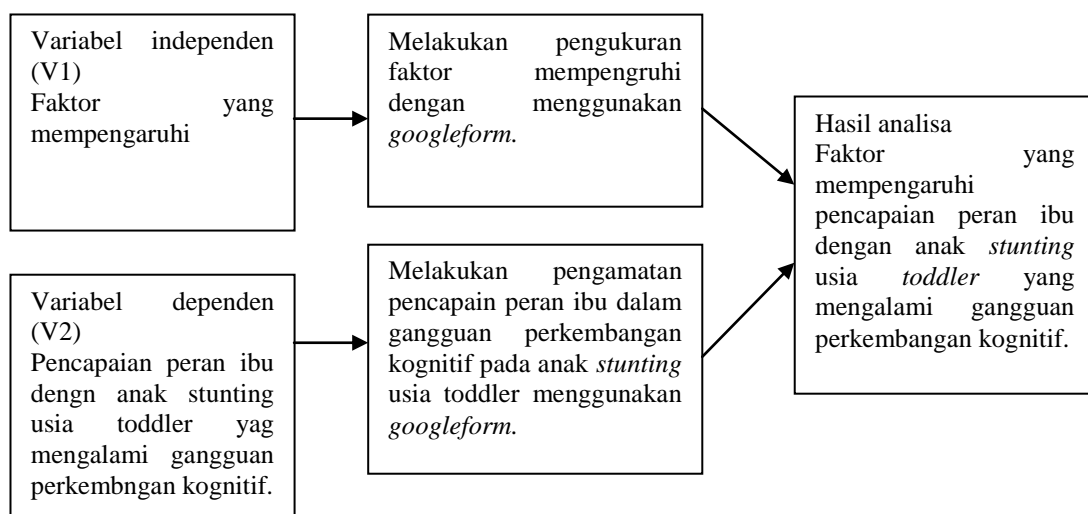 Variabel independen
(V1)
Faktor yang
mempengaruhi
Melakukan pengukuran
faktor mempengruhi
dengan menggunakan
googleform.
Variabel dependen
(V2)
Pencapaian peran ibu
dengn anak stunting
usia toddler yag
mengalami gangguan
perkembngan kognitif.
Melakukan pengamatan
pencapain peran ibu dalam
gangguan perkembangan
kognitif pada anak stunting
usia toddler menggunakan
googleform.
Hasil analisa
Faktor yang
mempengaruhi
pencapaian peran ibu
dengan anak stunting
usia toddler yang
mengalami gangguan
perkembangan kognitif.